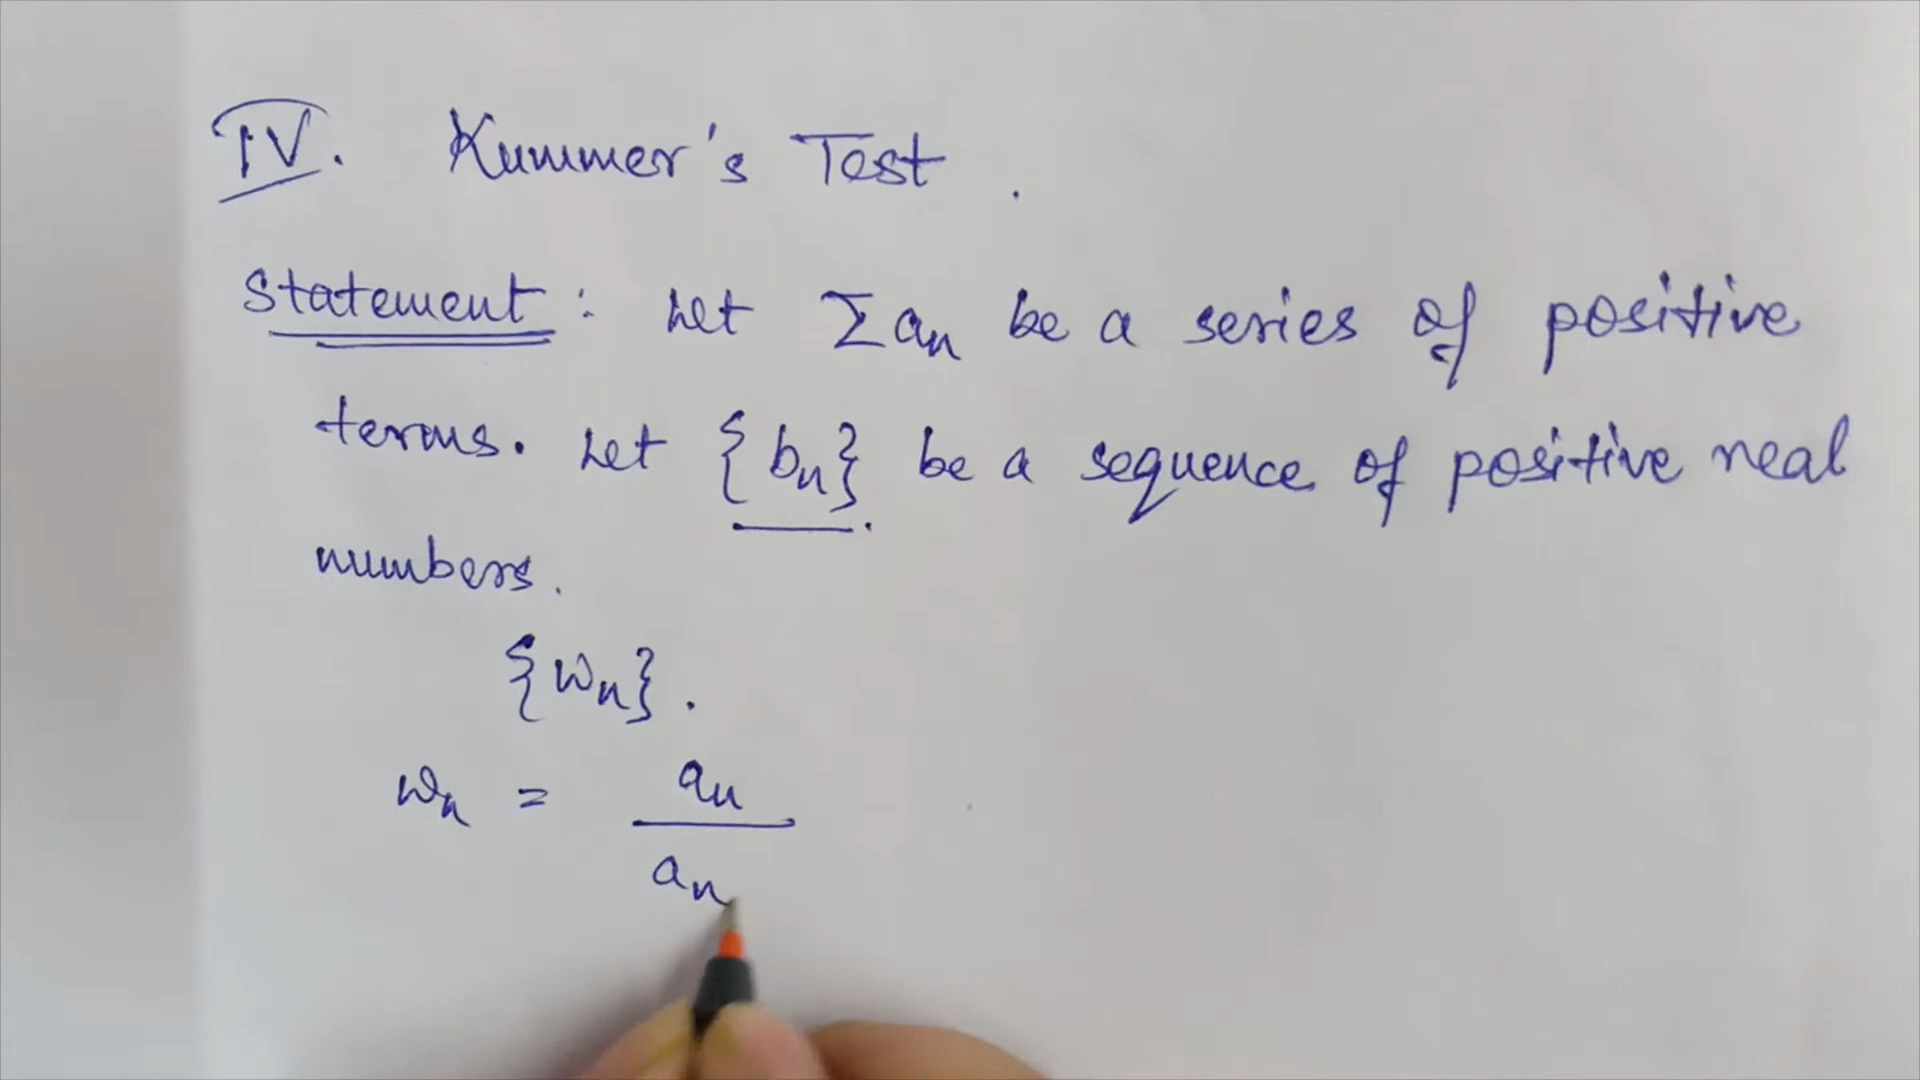 IV. Kummer's Test.
Statement: Let Σan be a series of positive
terms. Let {bn} be a sequence of positive real
numbers.
{wn}.
wn = an
an